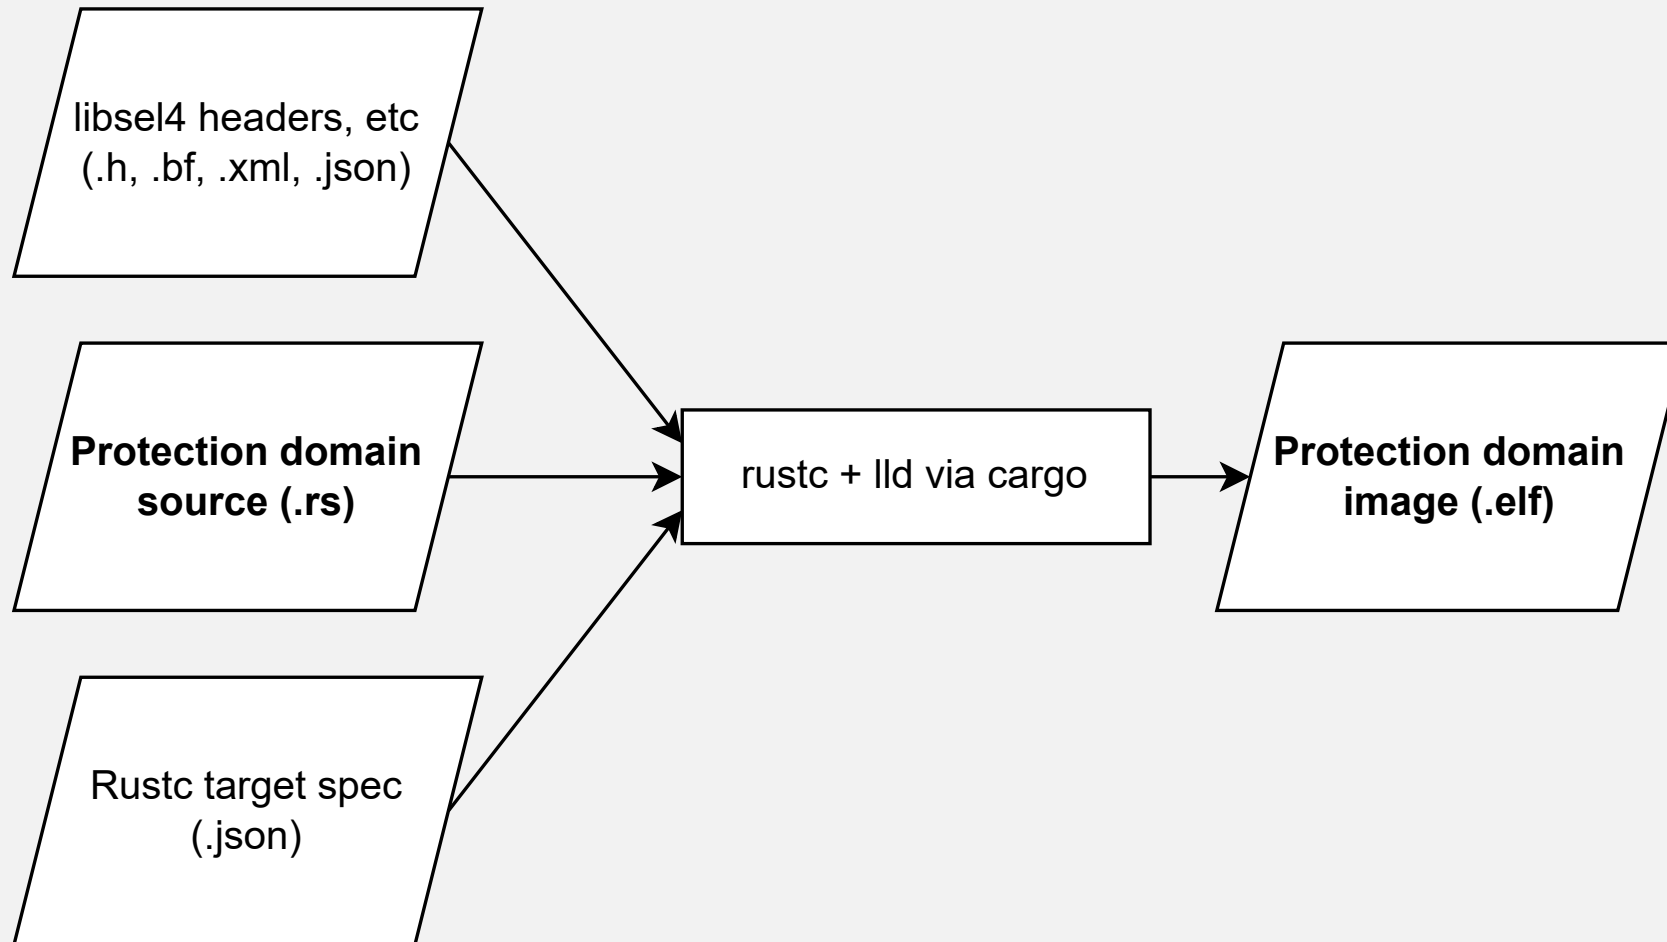 libsel4 headers, etc
(.h, .bf, .xml, .json)
Protection domain
source (.rs)
Rustc target spec
(.json)
rustc + lld via cargo
Protection domain
image (.elf)